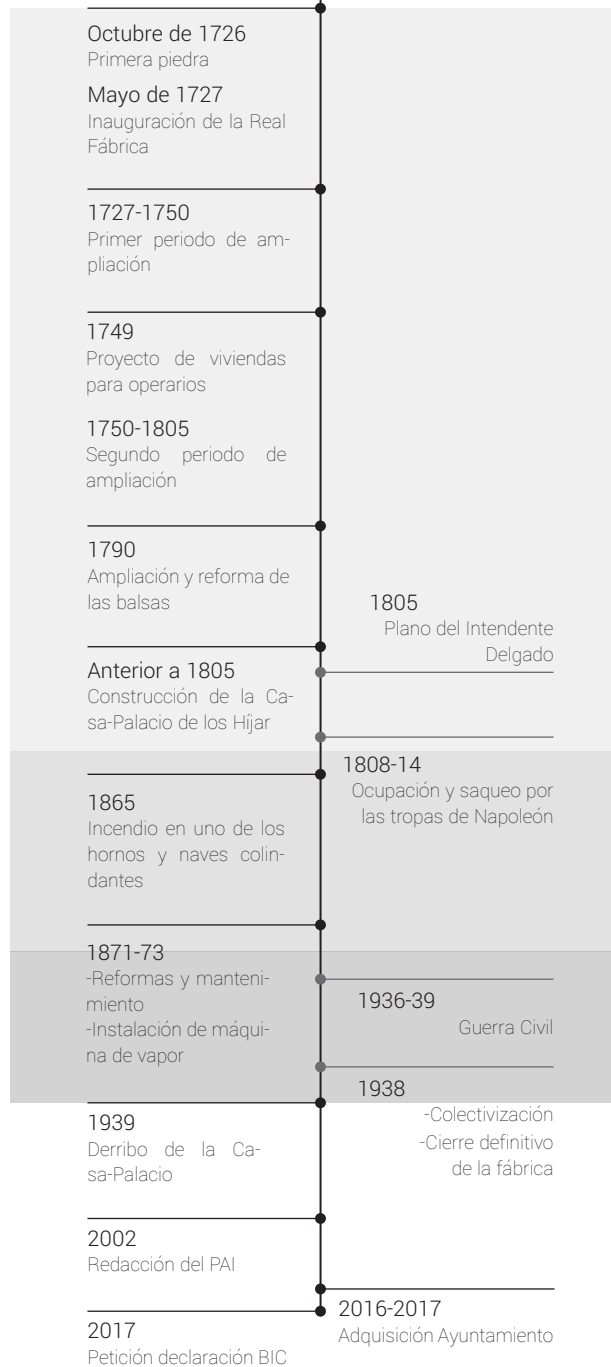 Octubre de 1726
Primera piedra
Mayo de 1727
Inauguración de la Real
Fábrica
1727-1750
Primer periodo de am-
pliación
1749
Proyecto de viviendas
para operarios
1750-1805
Segundo periodo de
ampliación
1790
Ampliación y reforma de
las balsas
1805
Plano del Intendente
Delgado
Anterior a 1805
Construcción de la Ca-
sa-Palacio de los Híjar
1808-14
Ocupación y saqueo por
las tropas de Napoleón
1865
Incendio en uno de los
hornos y naves colin-
dantes
1871-73
-Reformas y manteni-
miento
-Instalación de máqui-
na de vapor
1936-39
Guerra Civil
1938
-Colectivización
-Cierre definitivo
de la fábrica
1939
Derribo de la Ca-
sa-Palacio
2002
Redacción del PAI
2016-2017
Adquisición Ayuntamiento
2017
Petición declaración BIC